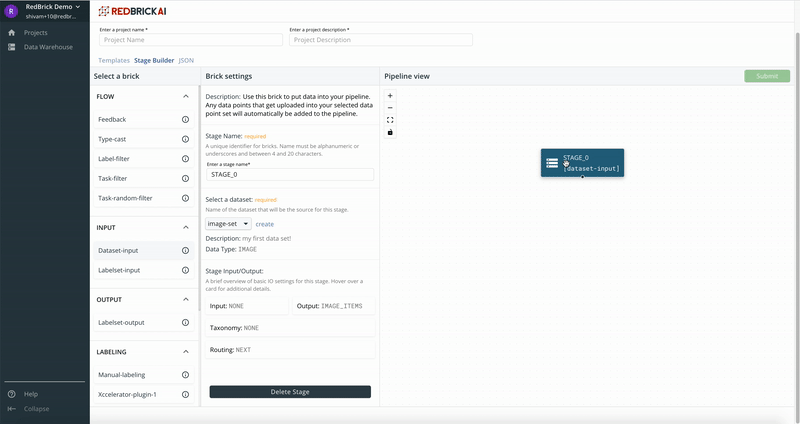 R
RedBrick Demo
shivam+10@redbr...
Projects
Data Warehouse
Help
Collapse
REDBRICK AI
Enter a project name *
Project Name
Enter a project description *
Project Description
Templates Stage Builder JSON
Select a brick
FLOW
Feedback
Type-cast
Label-filter
Task-filter
Task-random-filter
INPUT
Dataset-input
Labelset-input
OUTPUT
Labelset-output
LABELING
Manual-labeling
Xccelerator-plugin-1
Brick settings
Description: Use this brick to put data into your pipeline.
Any data points that get uploaded into your selected data
point set will automatically be added to the pipeline.
Stage Name: required
A unique identifier for bricks. Name must be alphanumeric or
underscores and between 4 and 20 characters.
Enter a stage name*
STAGE_0
Select a dataset: required
Name of the dataset that will be the source for this stage.
image-set create
Description: my first data set!
Data Type: IMAGE
Stage Input/Output:
A brief overview of basic IO settings for this stage. Hover over a
card for additional details.
Input: NONE Output: IMAGE_ITEMS
Taxonomy: NONE
Routing: NEXT
Delete Stage
Pipeline view
Submit
STAGE_0
[dataset-input]